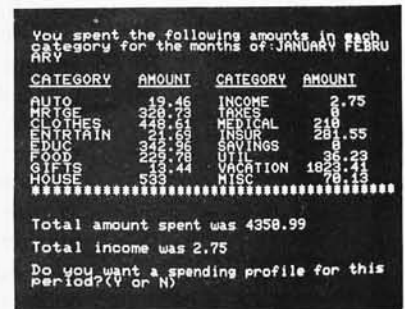 You spent the following amounts in each
category for the months of:JANUARY FEBRU
ARY
CATEGORY AMOUNT CATEGORY AMOUNT
AUTO 19.46 INCOME 2.75
MRTGE 320.73 TAXES 0
CLOTHES 448.61 MEDICAL 210
ENTRTAIN 21.69 INSUR 281.55
EDUC 342.96 SAVINGS 0
FOOD 229.78 UTIL 36.23
GIFTS 13.44 VACATION 1823.41
HOUSE 533 MISC 70.13
****************************************
Total amount spent was 4350.99
Total income was 2.75
Do you want a spending profile for this
period?(Y or N)